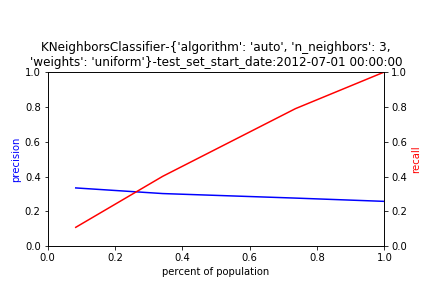 KNeighborsClassifier-{'algorithm': 'auto', 'n_neighbors': 3,
'weights': 'uniform'}-test_set_start_date:2012-07-01 00:00:00
1.0
0.8
0.6
0.4
0.2
0.0
precision
0.0 0.2 0.4 0.6 0.8 1.0
percent of population
1.0
0.8
0.6
0.4
0.2
0.0
recall